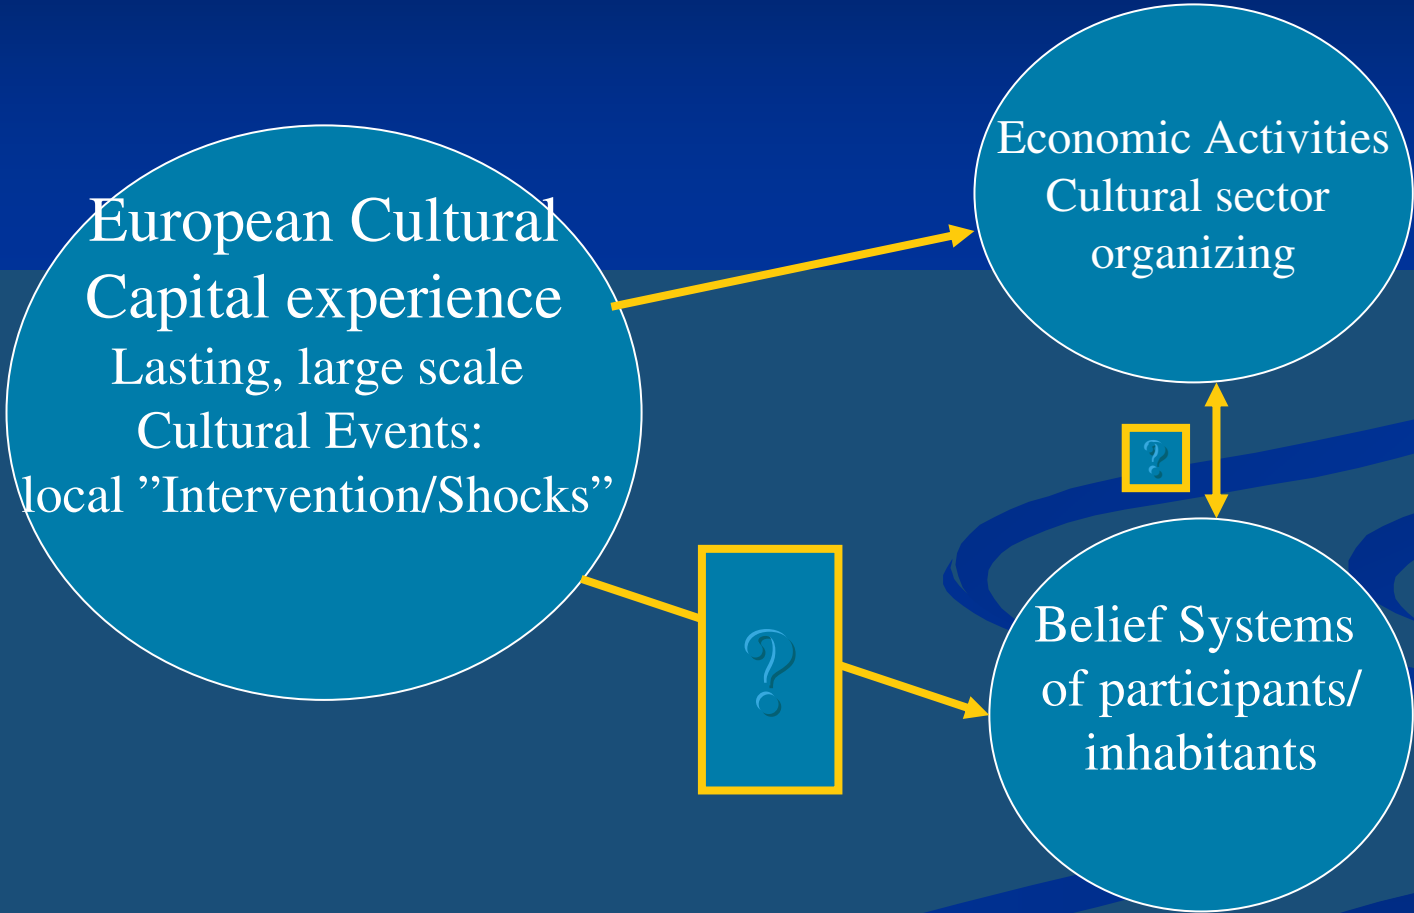 European Cultural
Capital experience
Lasting, large scale
Cultural Events:
local ”Intervention/Shocks”
Economic Activities
Cultural sector
organizing
?
?
Belief Systems
of participants/
inhabitants